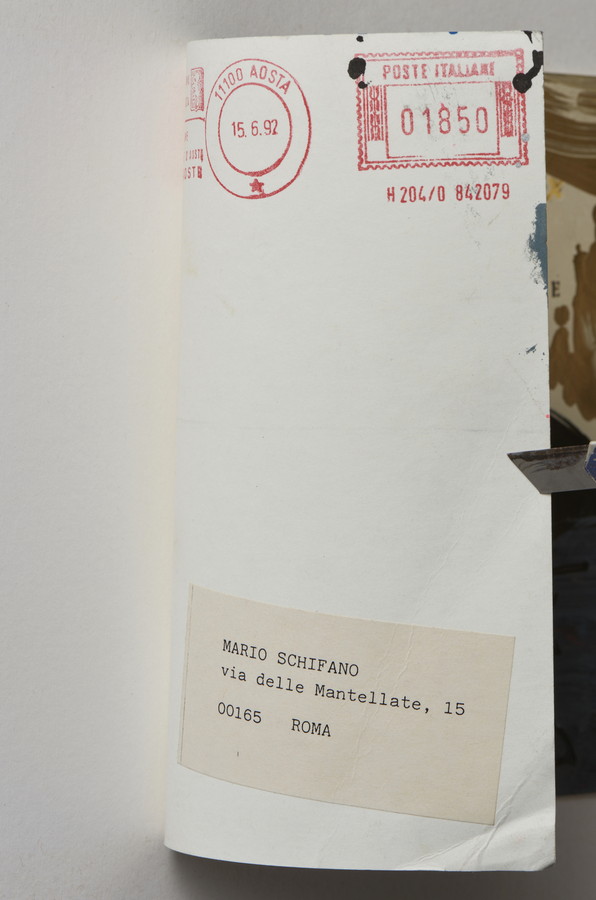 11100 AOSTA
15.6.92
POSTE ITALIANE
01850
H 204/0 842079
MARIO SCHIFANO
via delle Mantellate, 15
00165 ROMA